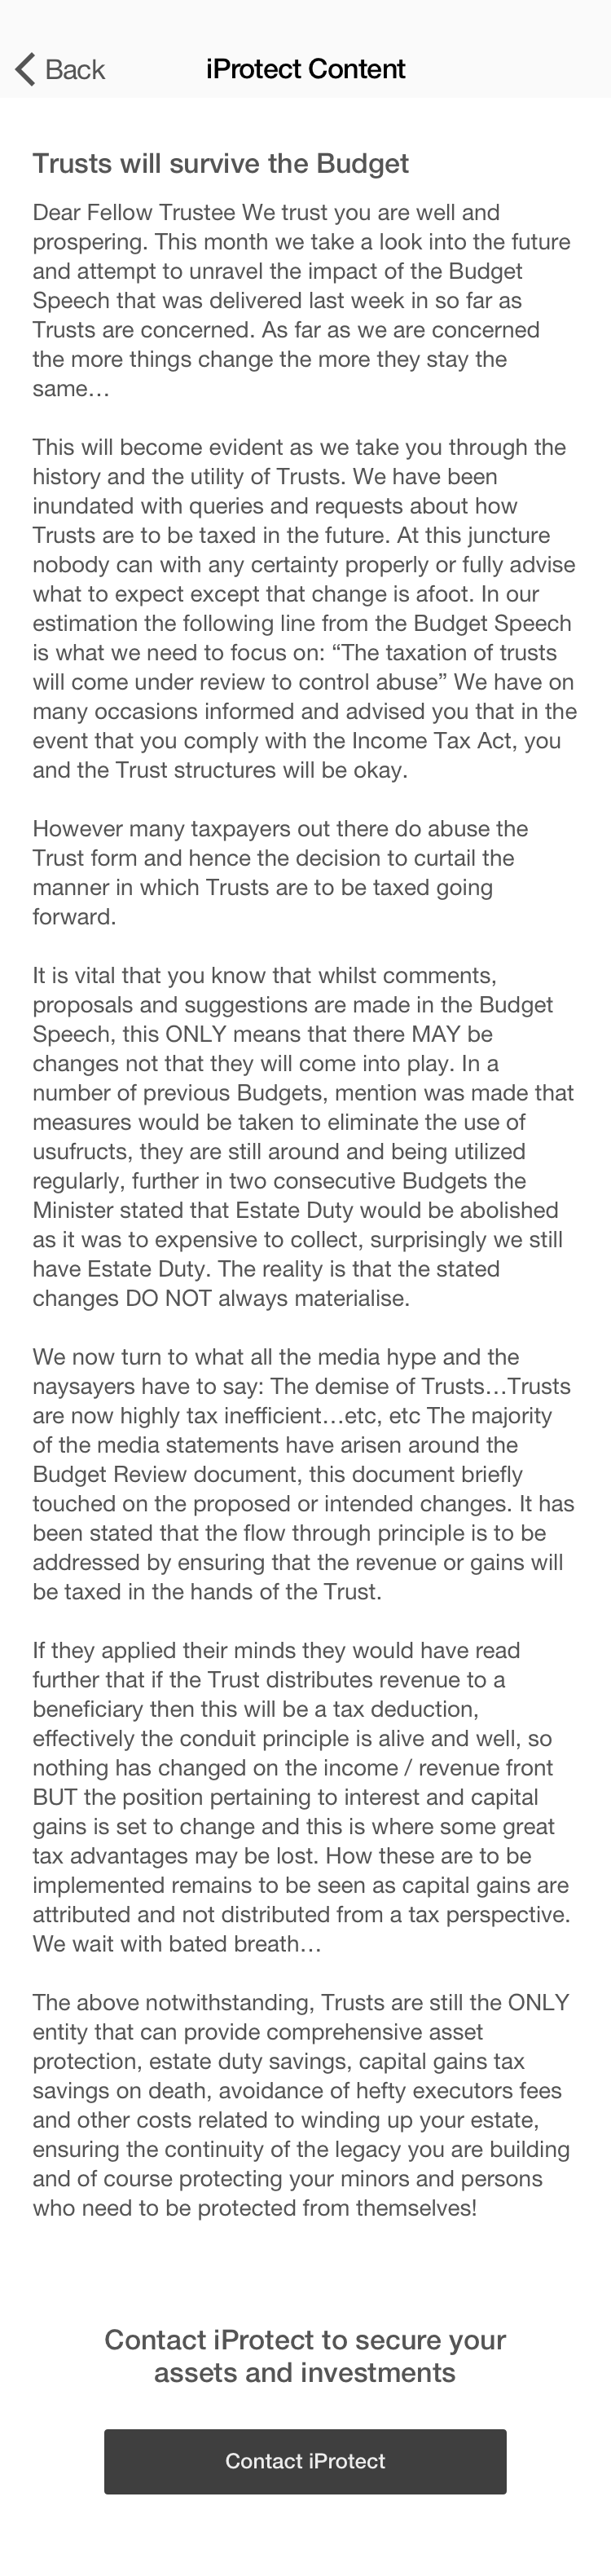 Back
iProtect Content
Trusts will survive the Budget
Dear Fellow Trustee We trust you are well and
prospering. This month we take a look into the future
and attempt to unravel the impact of the Budget
Speech that was delivered last week in so far as
Trusts are concerned. As far as we are concerned
the more things change the more they stay the
same…
This will become evident as we take you through the
history and the utility of Trusts. We have been
inundated with queries and requests about how
Trusts are to be taxed in the future. At this juncture
nobody can with any certainty properly or fully advise
what to expect except that change is afoot. In our
estimation the following line from the Budget Speech
is what we need to focus on: “The taxation of trusts
will come under review to control abuse” We have on
many occasions informed and advised you that in the
event that you comply with the Income Tax Act, you
and the Trust structures will be okay.
However many taxpayers out there do abuse the
Trust form and hence the decision to curtail the
manner in which Trusts are to be taxed going
forward.
It is vital that you know that whilst comments,
proposals and suggestions are made in the Budget
Speech, this ONLY means that there MAY be
changes not that they will come into play. In a
number of previous Budgets, mention was made that
measures would be taken to eliminate the use of
usufructs, they are still around and being utilized
regularly, further in two consecutive Budgets the
Minister stated that Estate Duty would be abolished
as it was to expensive to collect, surprisingly we still
have Estate Duty. The reality is that the stated
changes DO NOT always materialise.
We now turn to what all the media hype and the
naysayers have to say: The demise of Trusts…Trusts
are now highly tax inefficient…etc, etc The majority
of the media statements have arisen around the
Budget Review document, this document briefly
touched on the proposed or intended changes. It has
been stated that the flow through principle is to be
addressed by ensuring that the revenue or gains will
be taxed in the hands of the Trust.
If they applied their minds they would have read
further that if the Trust distributes revenue to a
beneficiary then this will be a tax deduction,
effectively the conduit principle is alive and well, so
nothing has changed on the income / revenue front
BUT the position pertaining to interest and capital
gains is set to change and this is where some great
tax advantages may be lost. How these are to be
implemented remains to be seen as capital gains are
attributed and not distributed from a tax perspective.
We wait with bated breath…
The above notwithstanding, Trusts are still the ONLY
entity that can provide comprehensive asset
protection, estate duty savings, capital gains tax
savings on death, avoidance of hefty executors fees
and other costs related to winding up your estate,
ensuring the continuity of the legacy you are building
and of course protecting your minors and persons
who need to be protected from themselves!
Contact iProtect to secure your
assets and investments
Contact iProtect